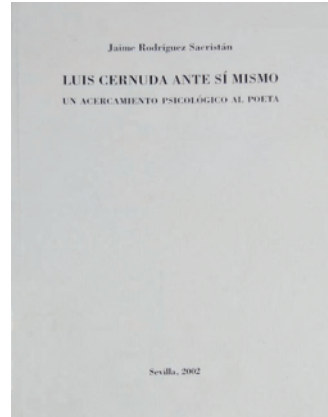 Jaime Rodríguez Sacristán
LUIS CERNUDA ANTE SÍ MISMO
UN ACERCAMIENTO PSICOLÓGICO AL POETA
Sevilla, 2002